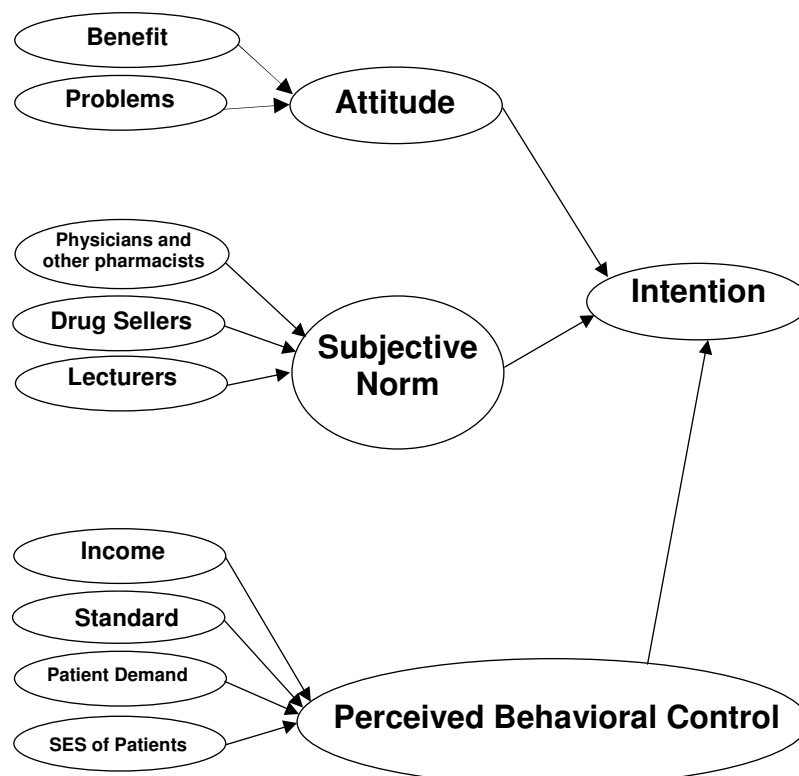 Benefit
Problems
Attitude
Physicians and
other pharmacists
Drug Sellers
Lecturers
Subjective
Norm
Intention
Income
Standard
Patient Demand
SES of Patients
Perceived Behavioral Control